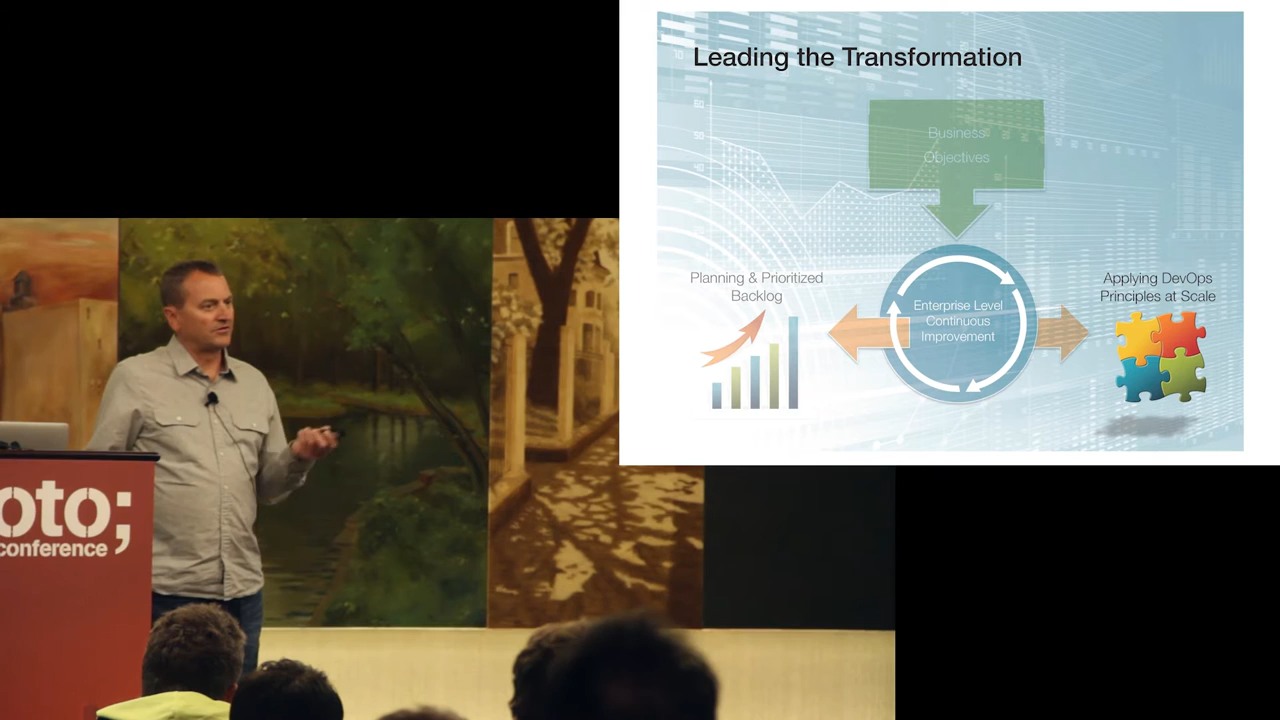 Leading the Transformation
Business
Objectives
Planning & Prioritized
Backlog
Enterprise Level
Continuous
Improvement
Applying DevOps
Principles at Scale
oto;
conference